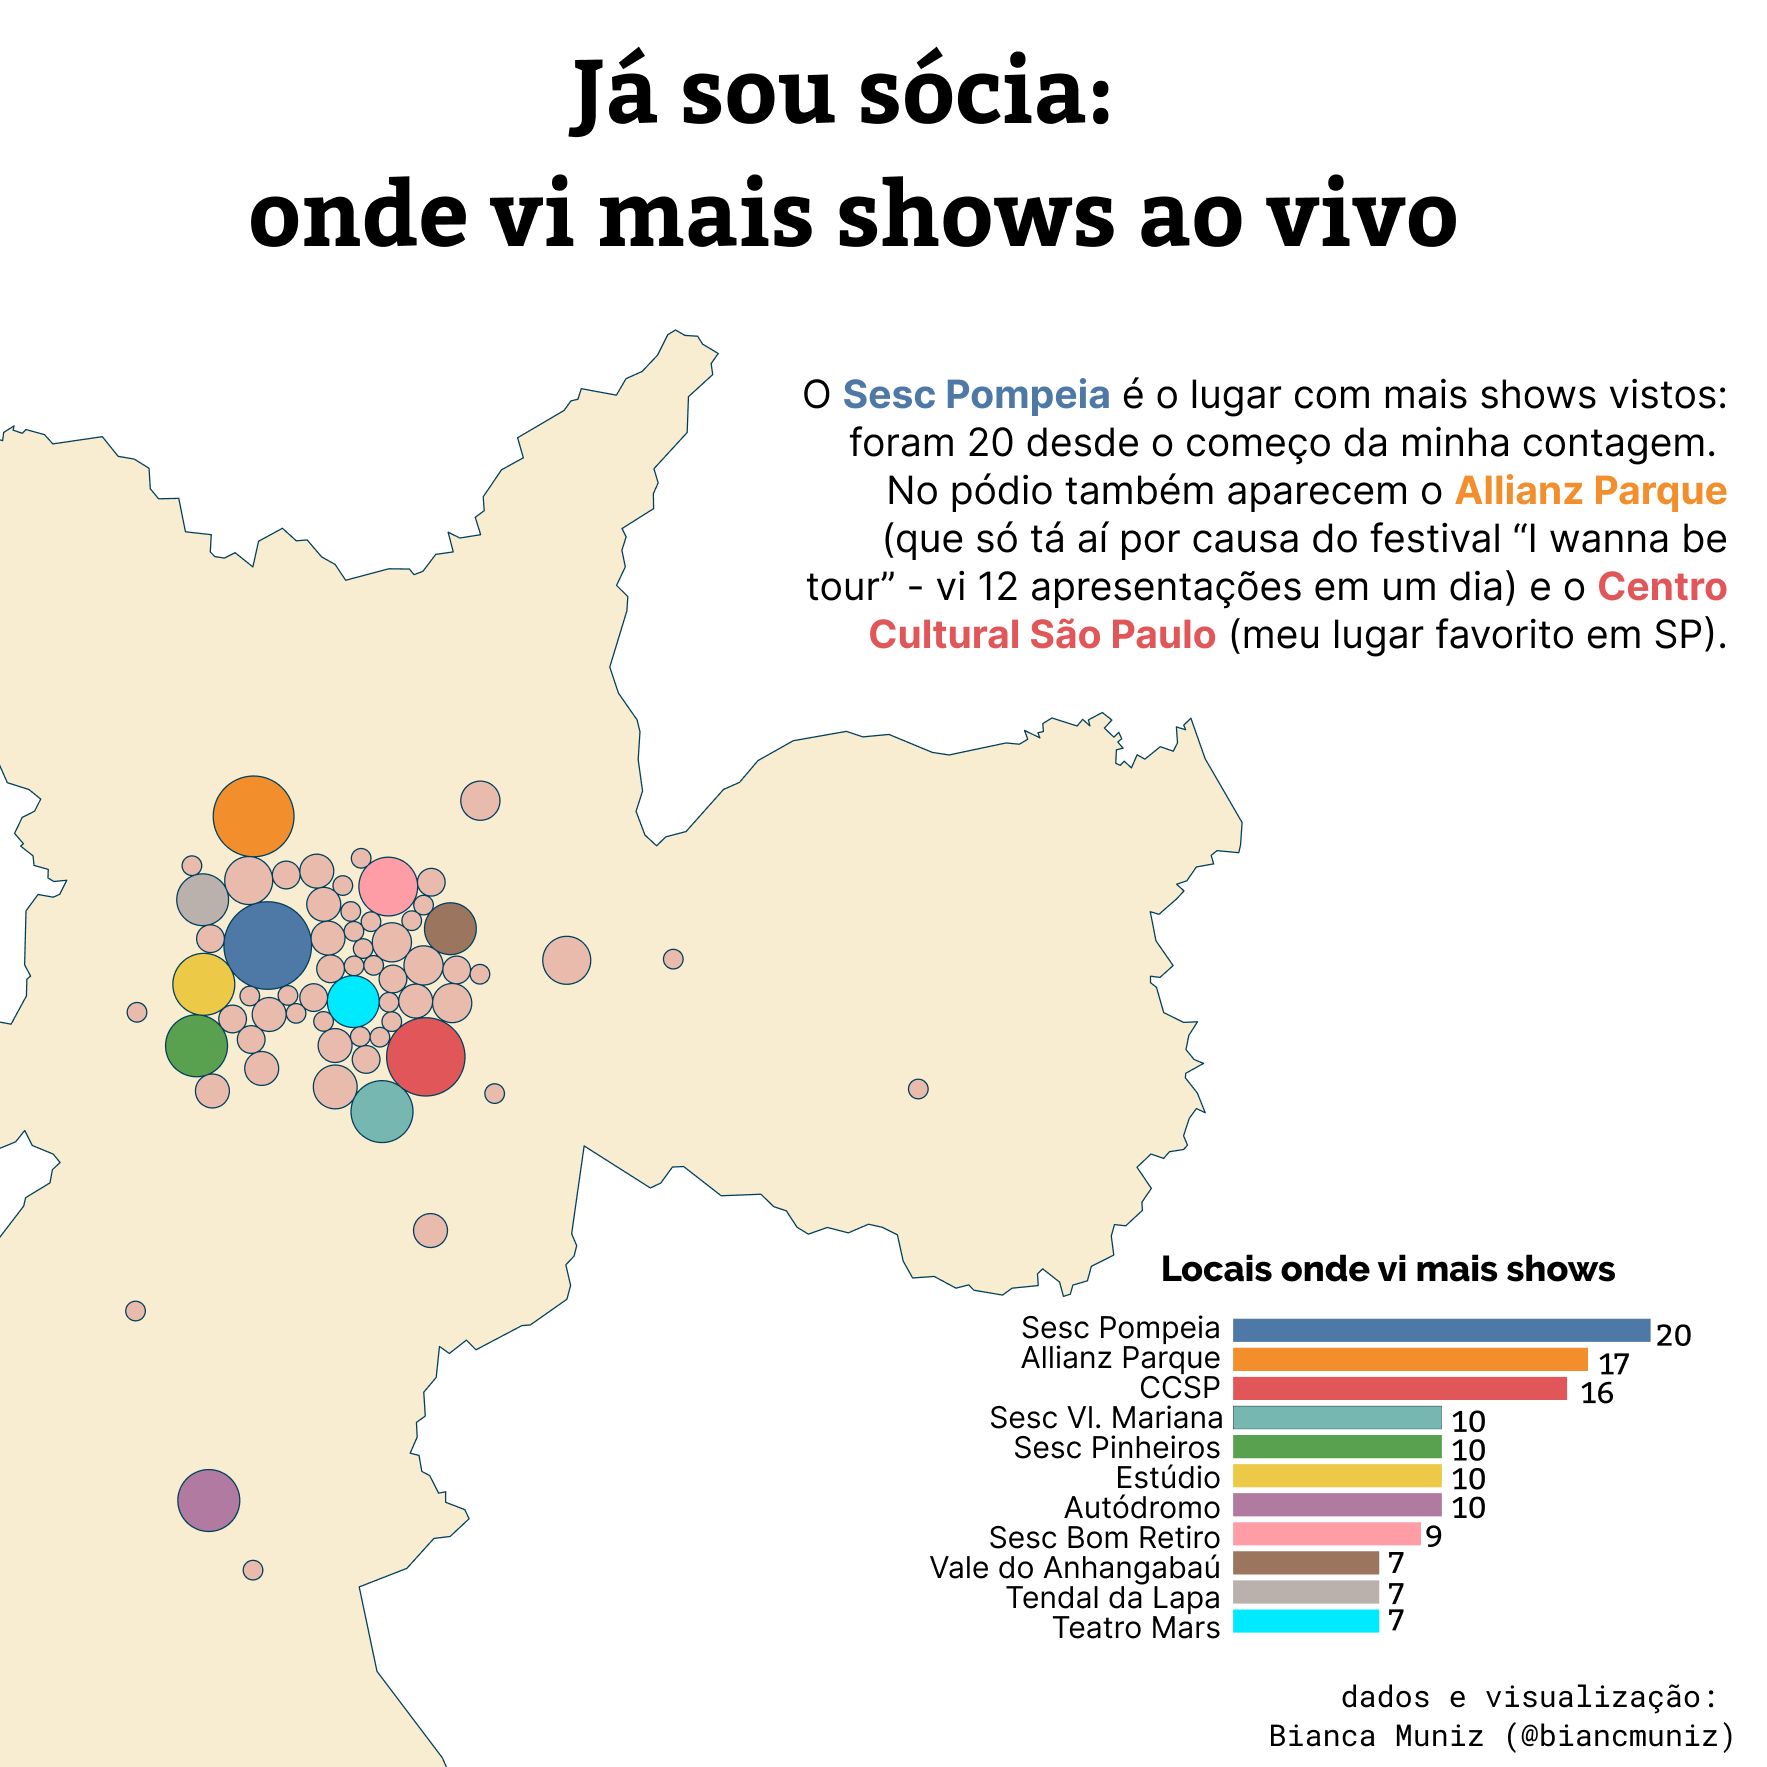 Já sou sócia:
onde vi mais shows ao vivo
O Sesc Pompeia é o lugar com mais shows vistos:
foram 20 desde o começo da minha contagem.
No pódio também aparecem o Allianz Parque
(que só tá aí por causa do festival “I wanna be
tour” - vi 12 apresentações em um dia) e o Centro
Cultural São Paulo (meu lugar favorito em SP).
Locais onde vi mais shows
Sesc Pompeia 20
Allianz Parque 17
CCSP 16
Sesc Vl. Mariana 10
Sesc Pinheiros 10
Estúdio 10
Autódromo 10
Sesc Bom Retiro 9
Vale do Anhangabaú 7
Tendal da Lapa 7
Teatro Mars 7
dados e visualização:
Bianca Muniz (@biancmuniz)